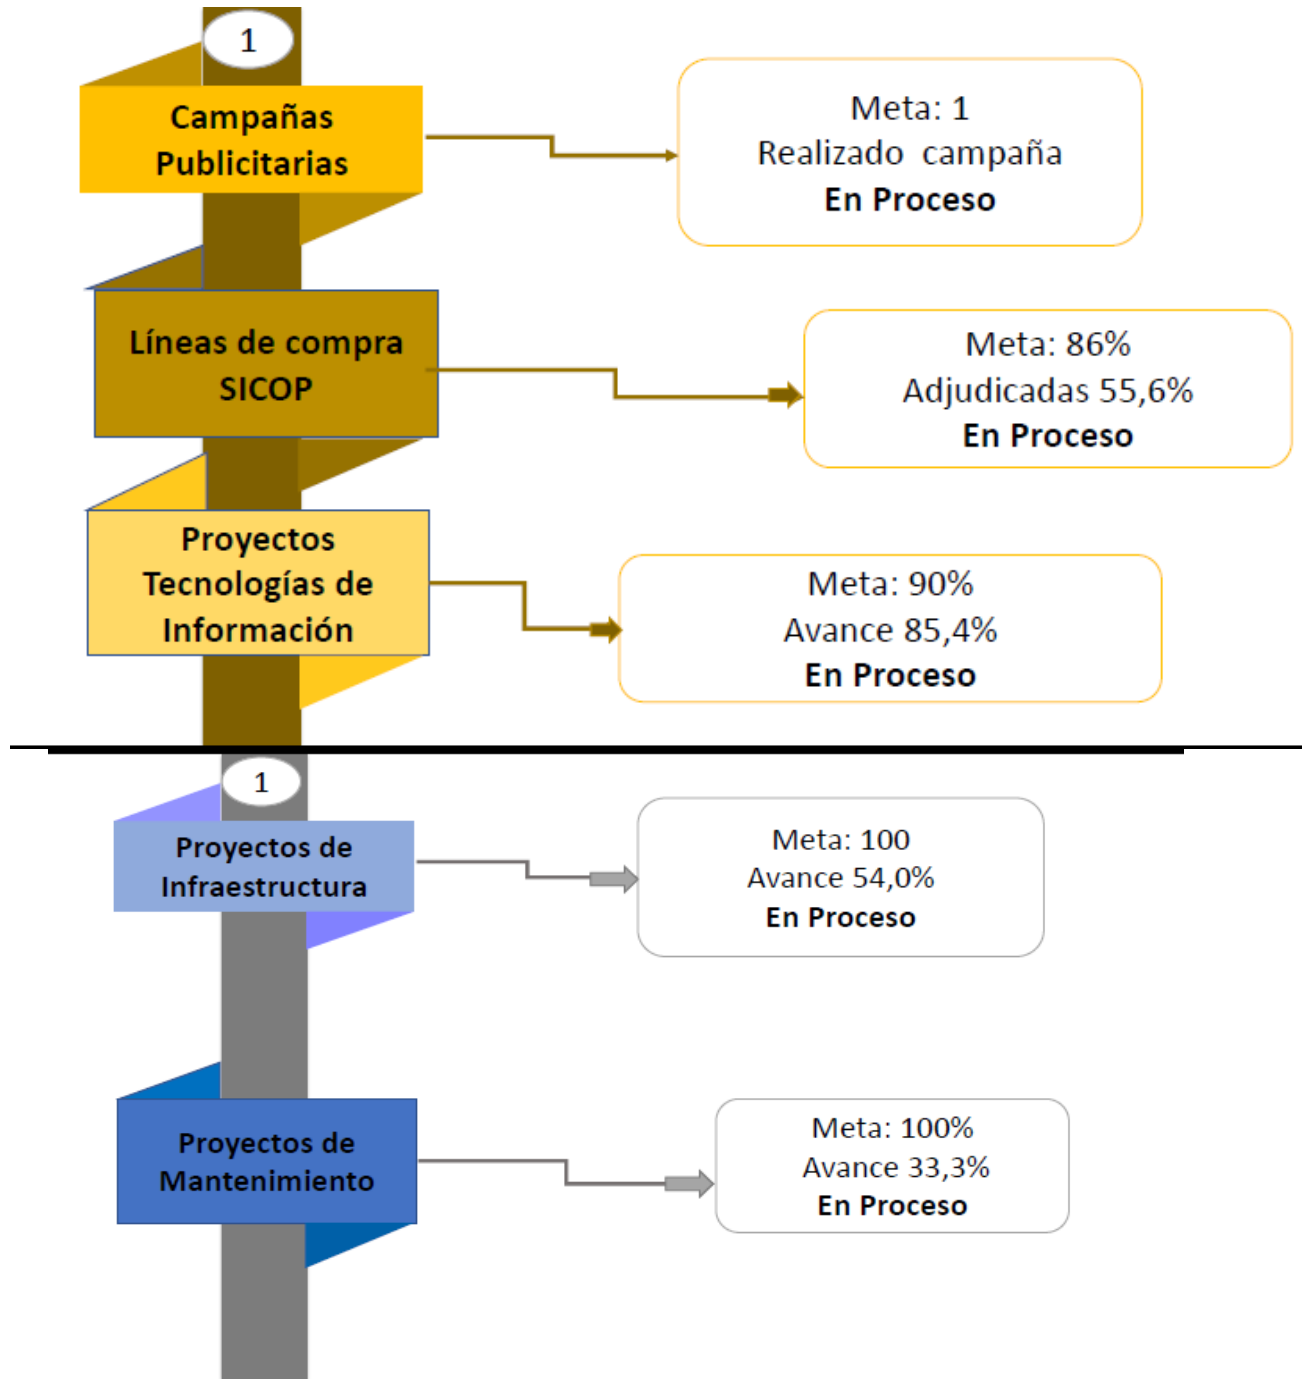 1
Campañas
Publicitarias
Meta: 1
Realizado campaña
En Proceso
Líneas de compra
SICOP
Meta: 86%
Adjudicadas 55,6%
En Proceso
Proyectos
Tecnologías de
Información
Meta: 90%
Avance 85,4%
En Proceso
1
Proyectos de
Infraestructura
Meta: 100
Avance 54,0%
En Proceso
Proyectos de
Mantenimiento
Meta: 100%
Avance 33,3%
En Proceso